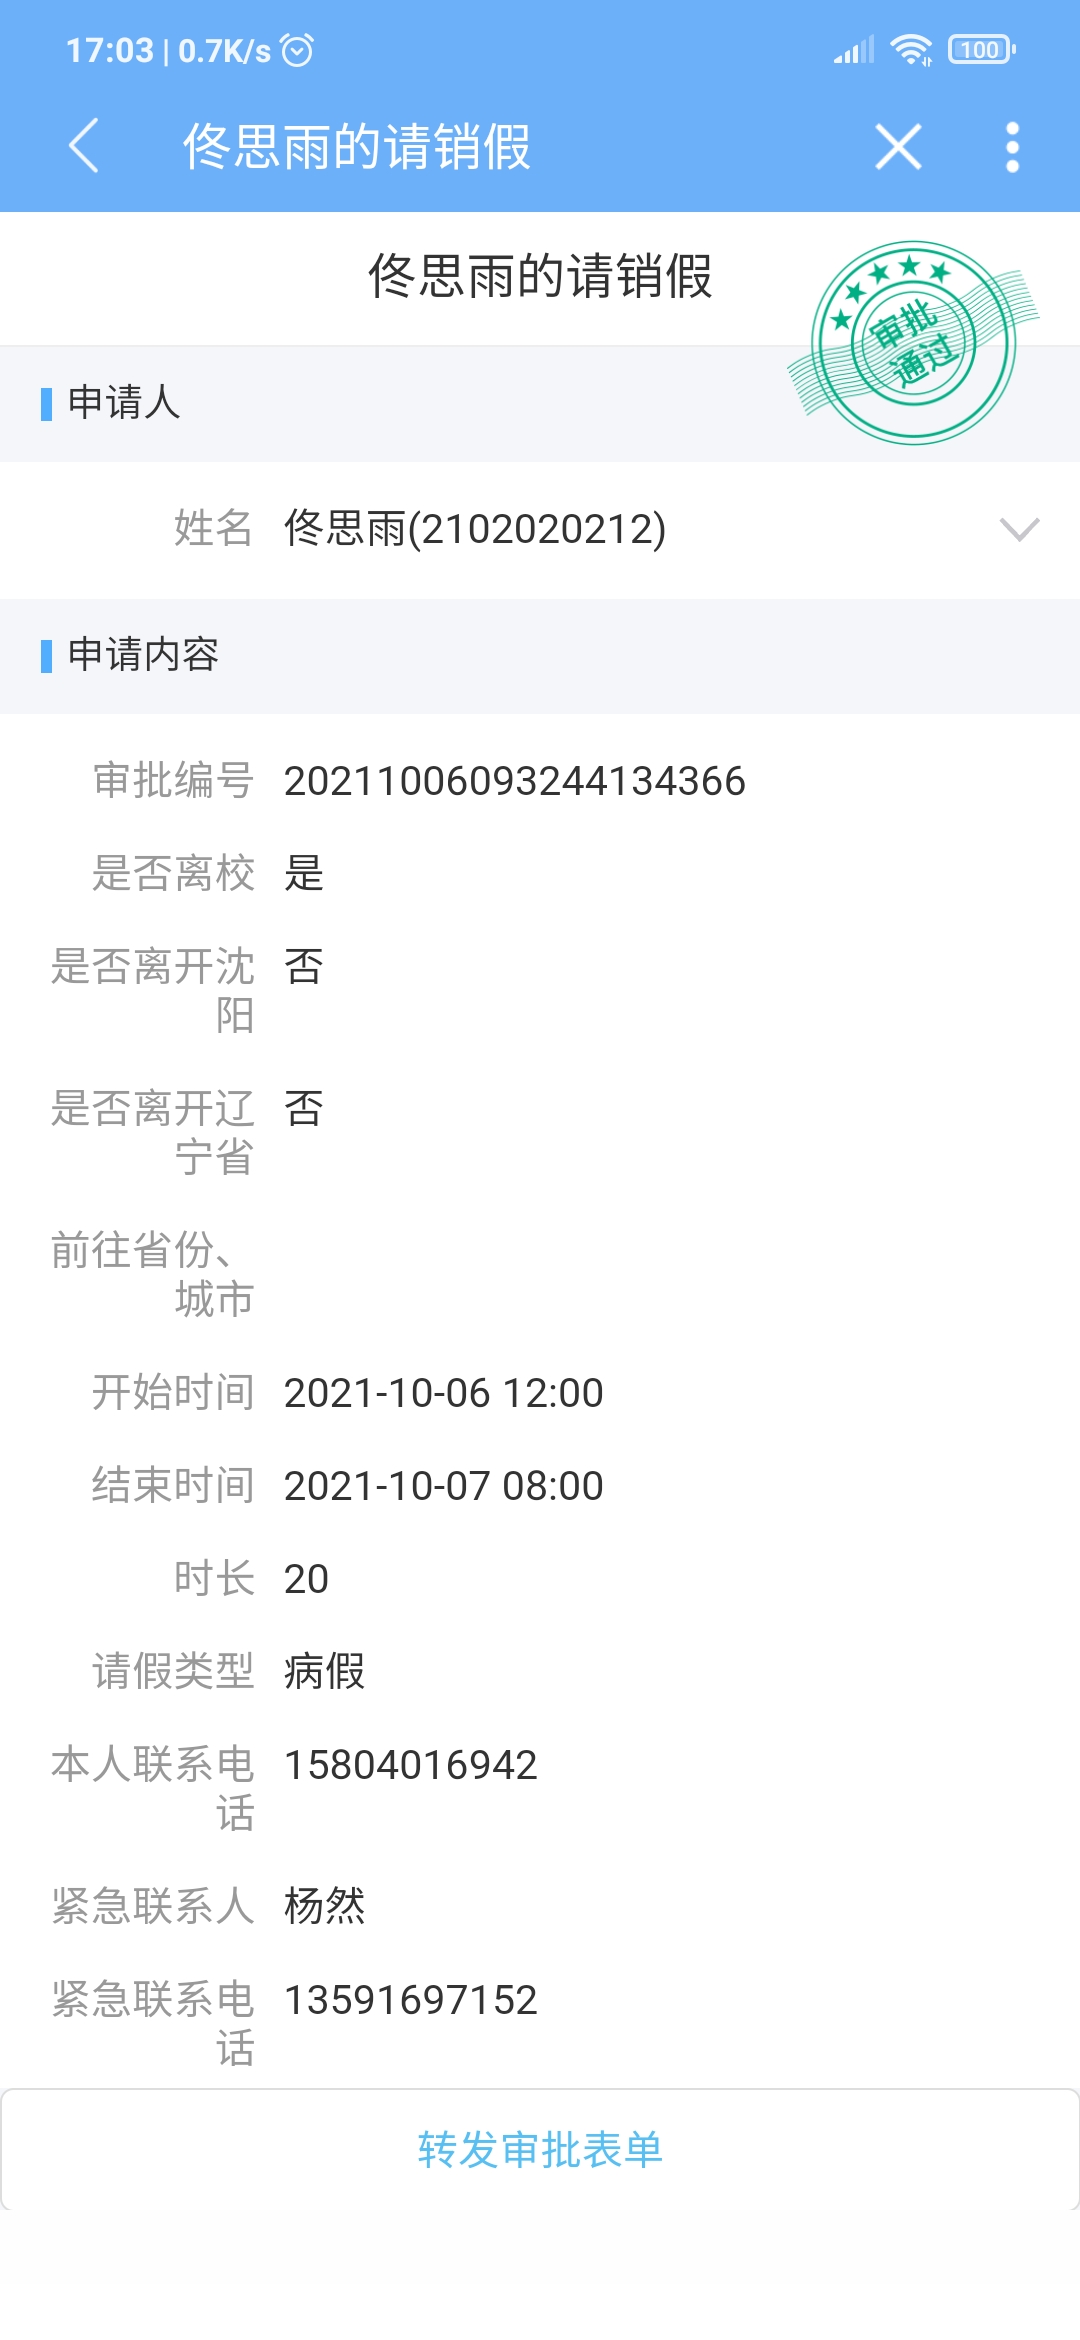 17:03 | 0.7K/s
100
佟思雨的请销假
佟思雨的请销假
审批
通过
申请人
姓名 佟思雨(2102020212)
申请内容
审批编号 20211006093244134366
是否离校 是
是否离开沈 否
阳
是否离开辽 否
宁省
前往省份、
城市
开始时间 2021-10-06 12:00
结束时间 2021-10-07 08:00
时长 20
请假类型 病假
本人联系电 15804016942
话
紧急联系人 杨然
紧急联系电 13591697152
话
转发审批表单